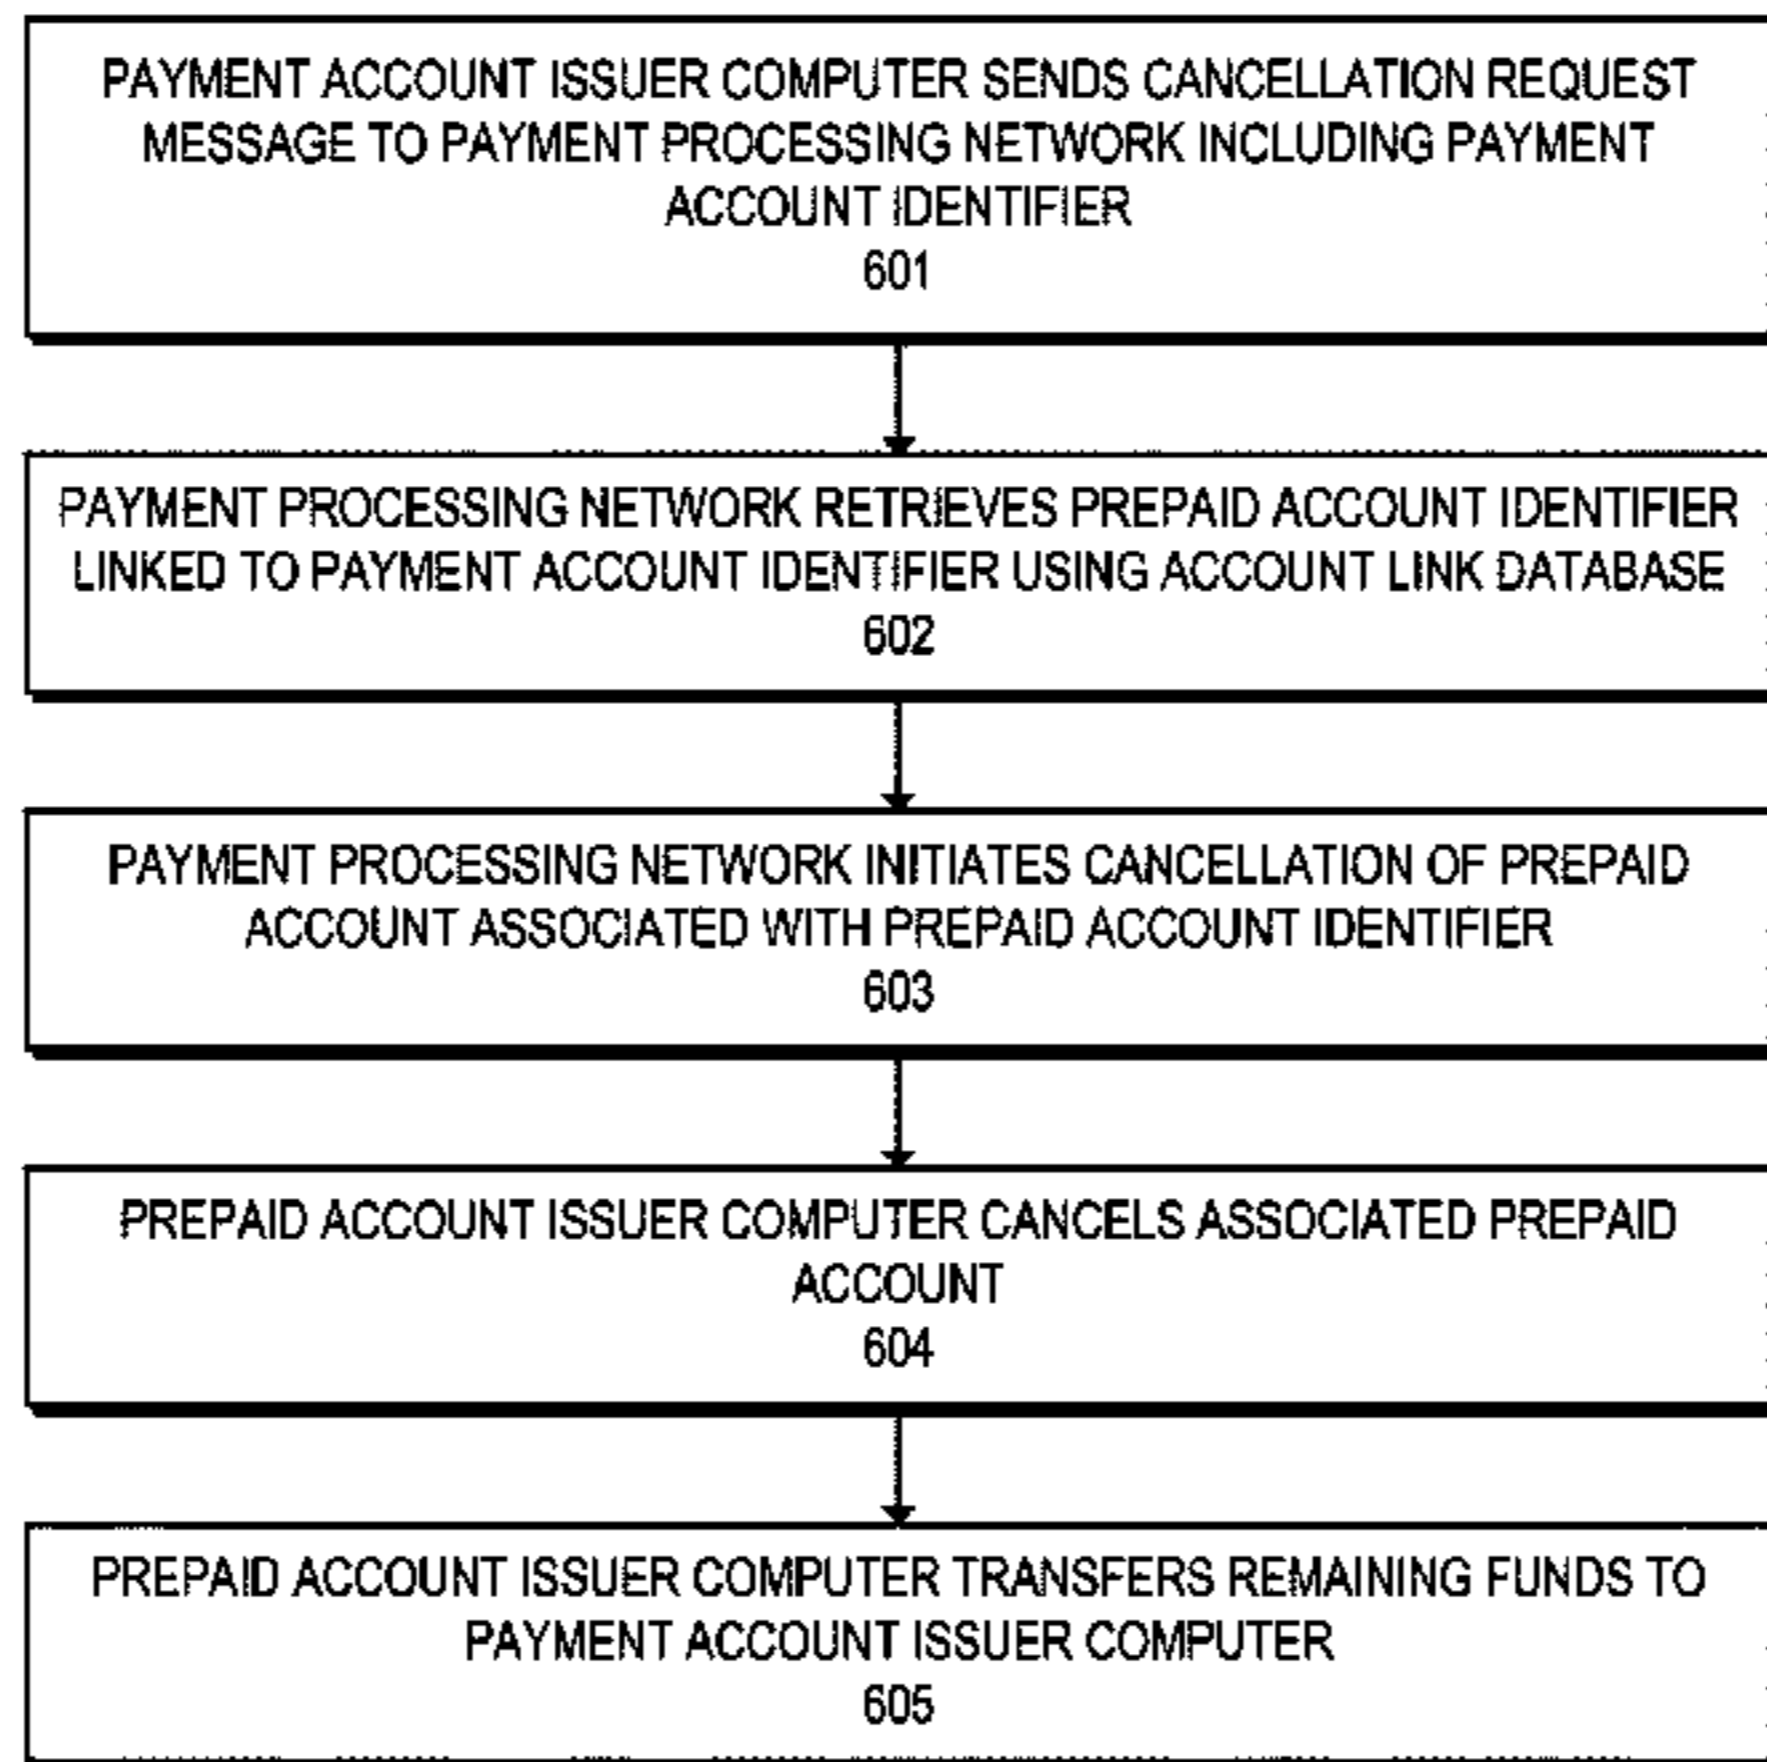 PAYMENT ACCOUNT ISSUER COMPUTER SENDS CANCELLATION REQUEST
MESSAGE TO PAYMENT PROCESSING NETWORK INCLUDING PAYMENT
ACCOUNT IDENTIFIER
601
PAYMENT PROCESSING NETWORK RETRIEVES PREPAID ACCOUNT IDENTIFIER
LINKED TO PAYMENT ACCOUNT IDENTIFIER USING ACCOUNT LINK DATABASE
602
PAYMENT PROCESSING NETWORK INITIATES CANCELLATION OF PREPAID
ACCOUNT ASSOCIATED WITH PREPAID ACCOUNT IDENTIFIER
603
PREPAID ACCOUNT ISSUER COMPUTER CANCELS ASSOCIATED PREPAID
ACCOUNT
604
PREPAID ACCOUNT ISSUER COMPUTER TRANSFERS REMAINING FUNDS TO
PAYMENT ACCOUNT ISSUER COMPUTER
605